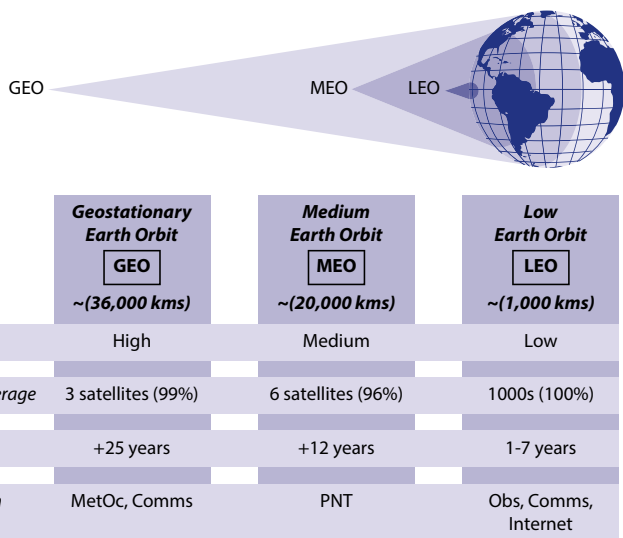 GEO MEO LEO
Geostationary Medium Low
Earth Orbit Earth Orbit Earth Orbit
GEO MEO LEO
~(36,000 kms) ~(20,000 kms) ~(1,000 kms)
High Medium Low
3 satellites (99%) 6 satellites (96%) 1000s (100%)
+25 years +12 years 1-7 years
MetOc, Comms PNT Obs, Comms,
Internet